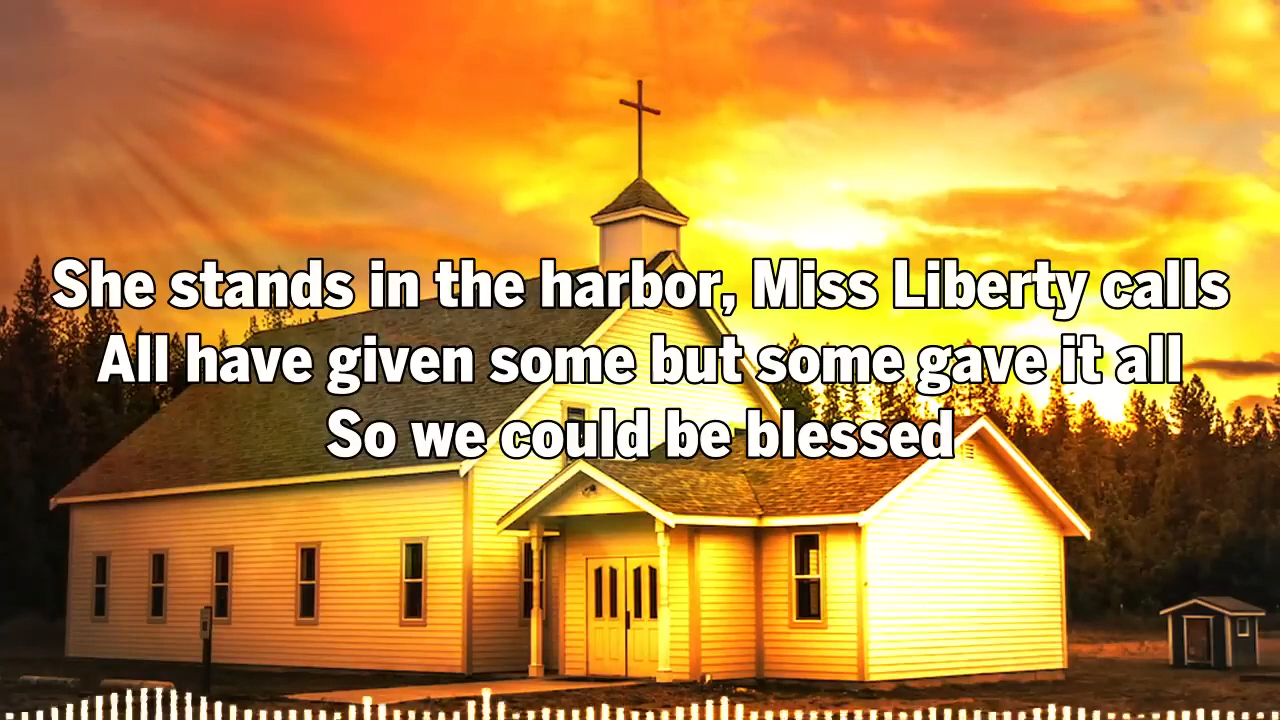 She stands in the harbor, Miss Liberty calls
All have given some but some gave it all
So we could be blessed